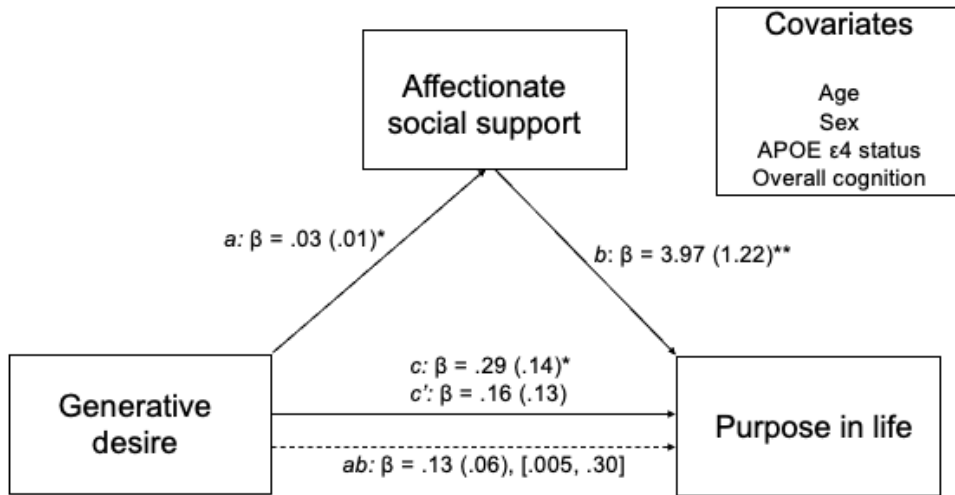 Covariates
Age
Sex
APOE ε4 status
Overall cognition
Affectionate
social support
a: β = .03 (.01)*
b: β = 3.97 (1.22)**
Generative
desire
c: β = .29 (.14)*
c': β = .16 (.13)
ab: β = .13 (.06), [.005, .30]
Purpose in life